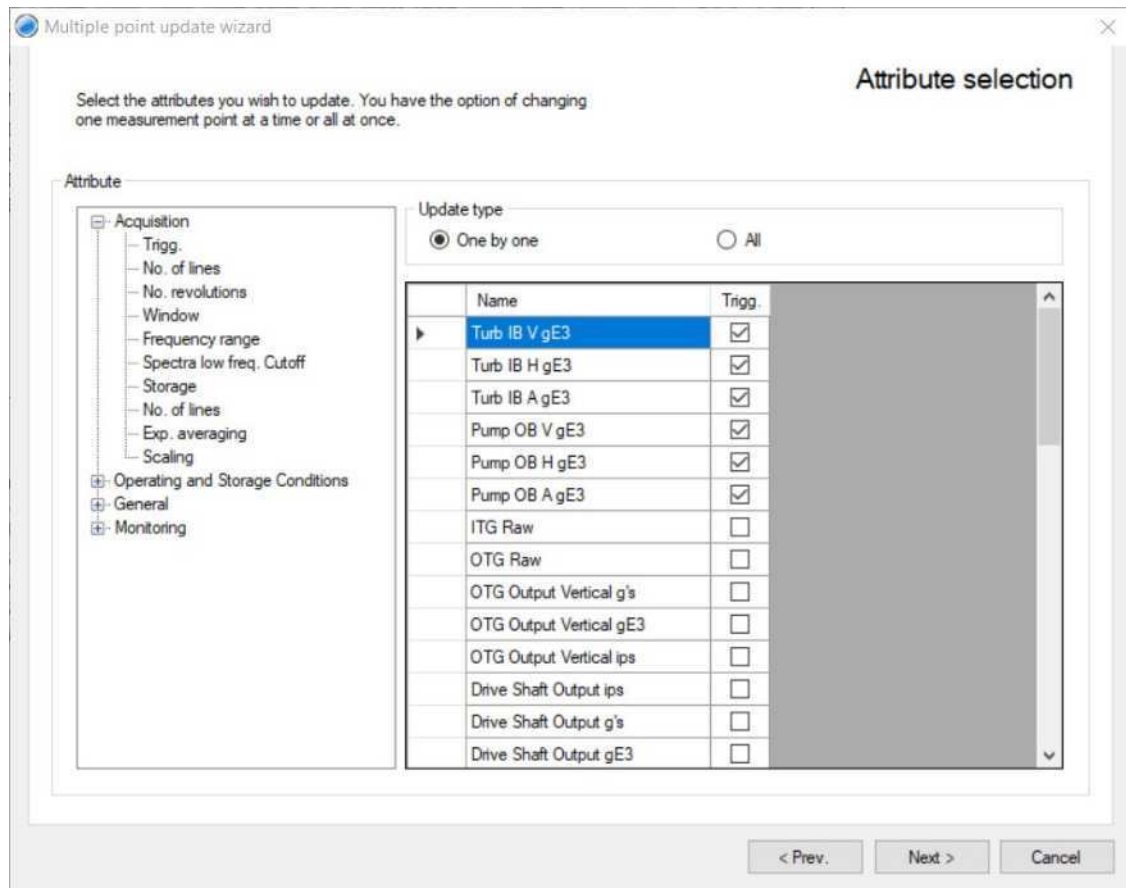 Multiple point update wizard
Attribute selection
Select the attributes you wish to update. You have the option of changing
one measurement point at a time or all at once.
Attribute
Acquisition
Trigg.
No. of lines
No. revolutions
Window
Frequency range
Spectra low freq. Cutoff
Storage
No. of lines
Exp. averaging
Scaling
Operating and Storage Conditions
General
Monitoring
Update type
One by one
All
Name Trigg.
Turb IB V gE3
Turb IB H gE3
Turb IB A gE3
Pump OB V gE3
Pump OB H gE3
Pump OB A gE3
ITG Raw
OTG Raw
OTG Output Vertical g's
OTG Output Vertical gE3
OTG Output Vertical ips
Drive Shaft Output ips
Drive Shaft Output g's
Drive Shaft Output gE3
< Prev. Next > Cancel